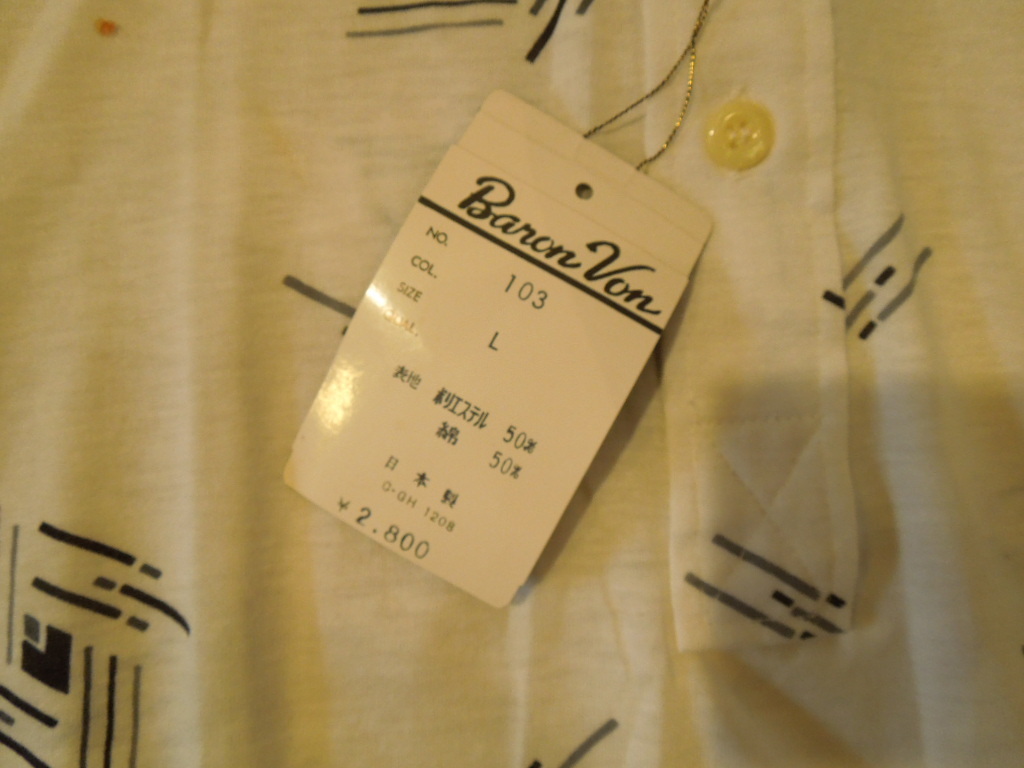 Baron Von
NO. 103
COL.
SIZE L
QUAL.
表地 ポリエステル 50%
綿 50%
日本製
G-GH 1208
¥2.800